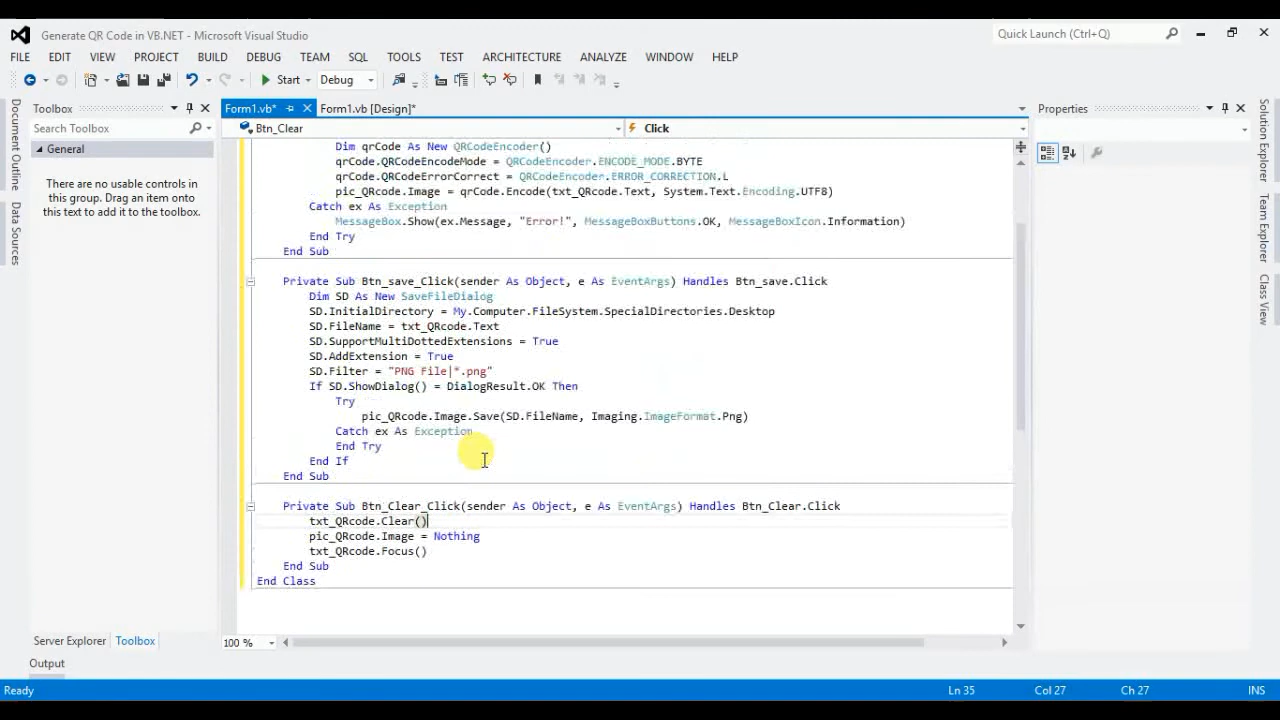 Generate QR Code in VB.NET - Microsoft Visual Studio
Quick Launch (Ctrl+Q)
FILE EDIT VIEW PROJECT BUILD DEBUG TEAM SQL TOOLS TEST ARCHITECTURE ANALYZE WINDOW HELP
Start Debug
Document Outline
Data Sources
Toolbox
Search Toolbox
General
There are no usable controls in
this group. Drag an item onto
this text to add it to the toolbox.
Server Explorer Toolbox
Form1.vb* Form1.vb [Design]*
Btn_Clear Click
Dim qrCode As New QRCodeEncoder()
qrCode.QRCodeEncodeMode = QRCodeEncoder.ENCODE_MODE.BYTE
qrCode.QRCodeErrorCorrect = QRCodeEncoder.ERROR_CORRECTION.L
pic_QRcode.Image = qrCode.Encode(txt_QRcode.Text, System.Text.Encoding.UTF8)
Catch ex As Exception
MessageBox.Show(ex.Message, "Error!", MessageBoxButtons.OK, MessageBoxIcon.Information)
End Try
End Sub
Private Sub Btn_save_Click(sender As Object, e As EventArgs) Handles Btn_save.Click
Dim SD As New SaveFileDialog
SD.InitialDirectory = My.Computer.FileSystem.SpecialDirectories.Desktop
SD.FileName = txt_QRcode.Text
SD.SupportMultiDottedExtensions = True
SD.AddExtension = True
SD.Filter = "PNG File|*.png"
If SD.ShowDialog() = DialogResult.OK Then
Try
pic_QRcode.Image.Save(SD.FileName, Imaging.ImageFormat.Png)
Catch ex As Exception
End Try
End If
End Sub
Private Sub Btn_Clear_Click(sender As Object, e As EventArgs) Handles Btn_Clear.Click
txt_QRcode.Clear()
pic_QRcode.Image = Nothing
txt_QRcode.Focus()
End Sub
End Class
100 %
Properties
Solution Explorer
Team Explorer
Class View
Output
Ready
Ln 35 Col 27 Ch 27 INS